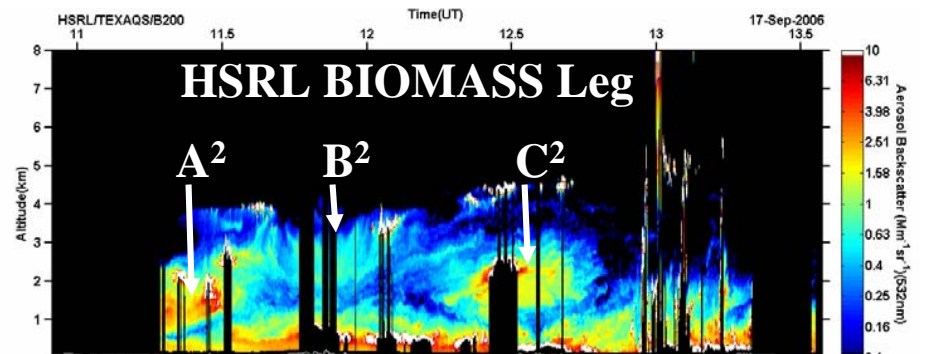 HSRL/TEXAQS/B200
Time(UT)
17-Sep-2006
11 11.5 12 12.5 13 13.5
HSRL BIOMASS Leg
A² B² C²
8
7
6
5
4
3
2
1
Altitude(km)
10
6.31
3.98
2.51
1.58
1
0.63
0.4
0.25
0.16
Aerosol Backscatter (Mm⁻¹sr⁻¹)(532nm)